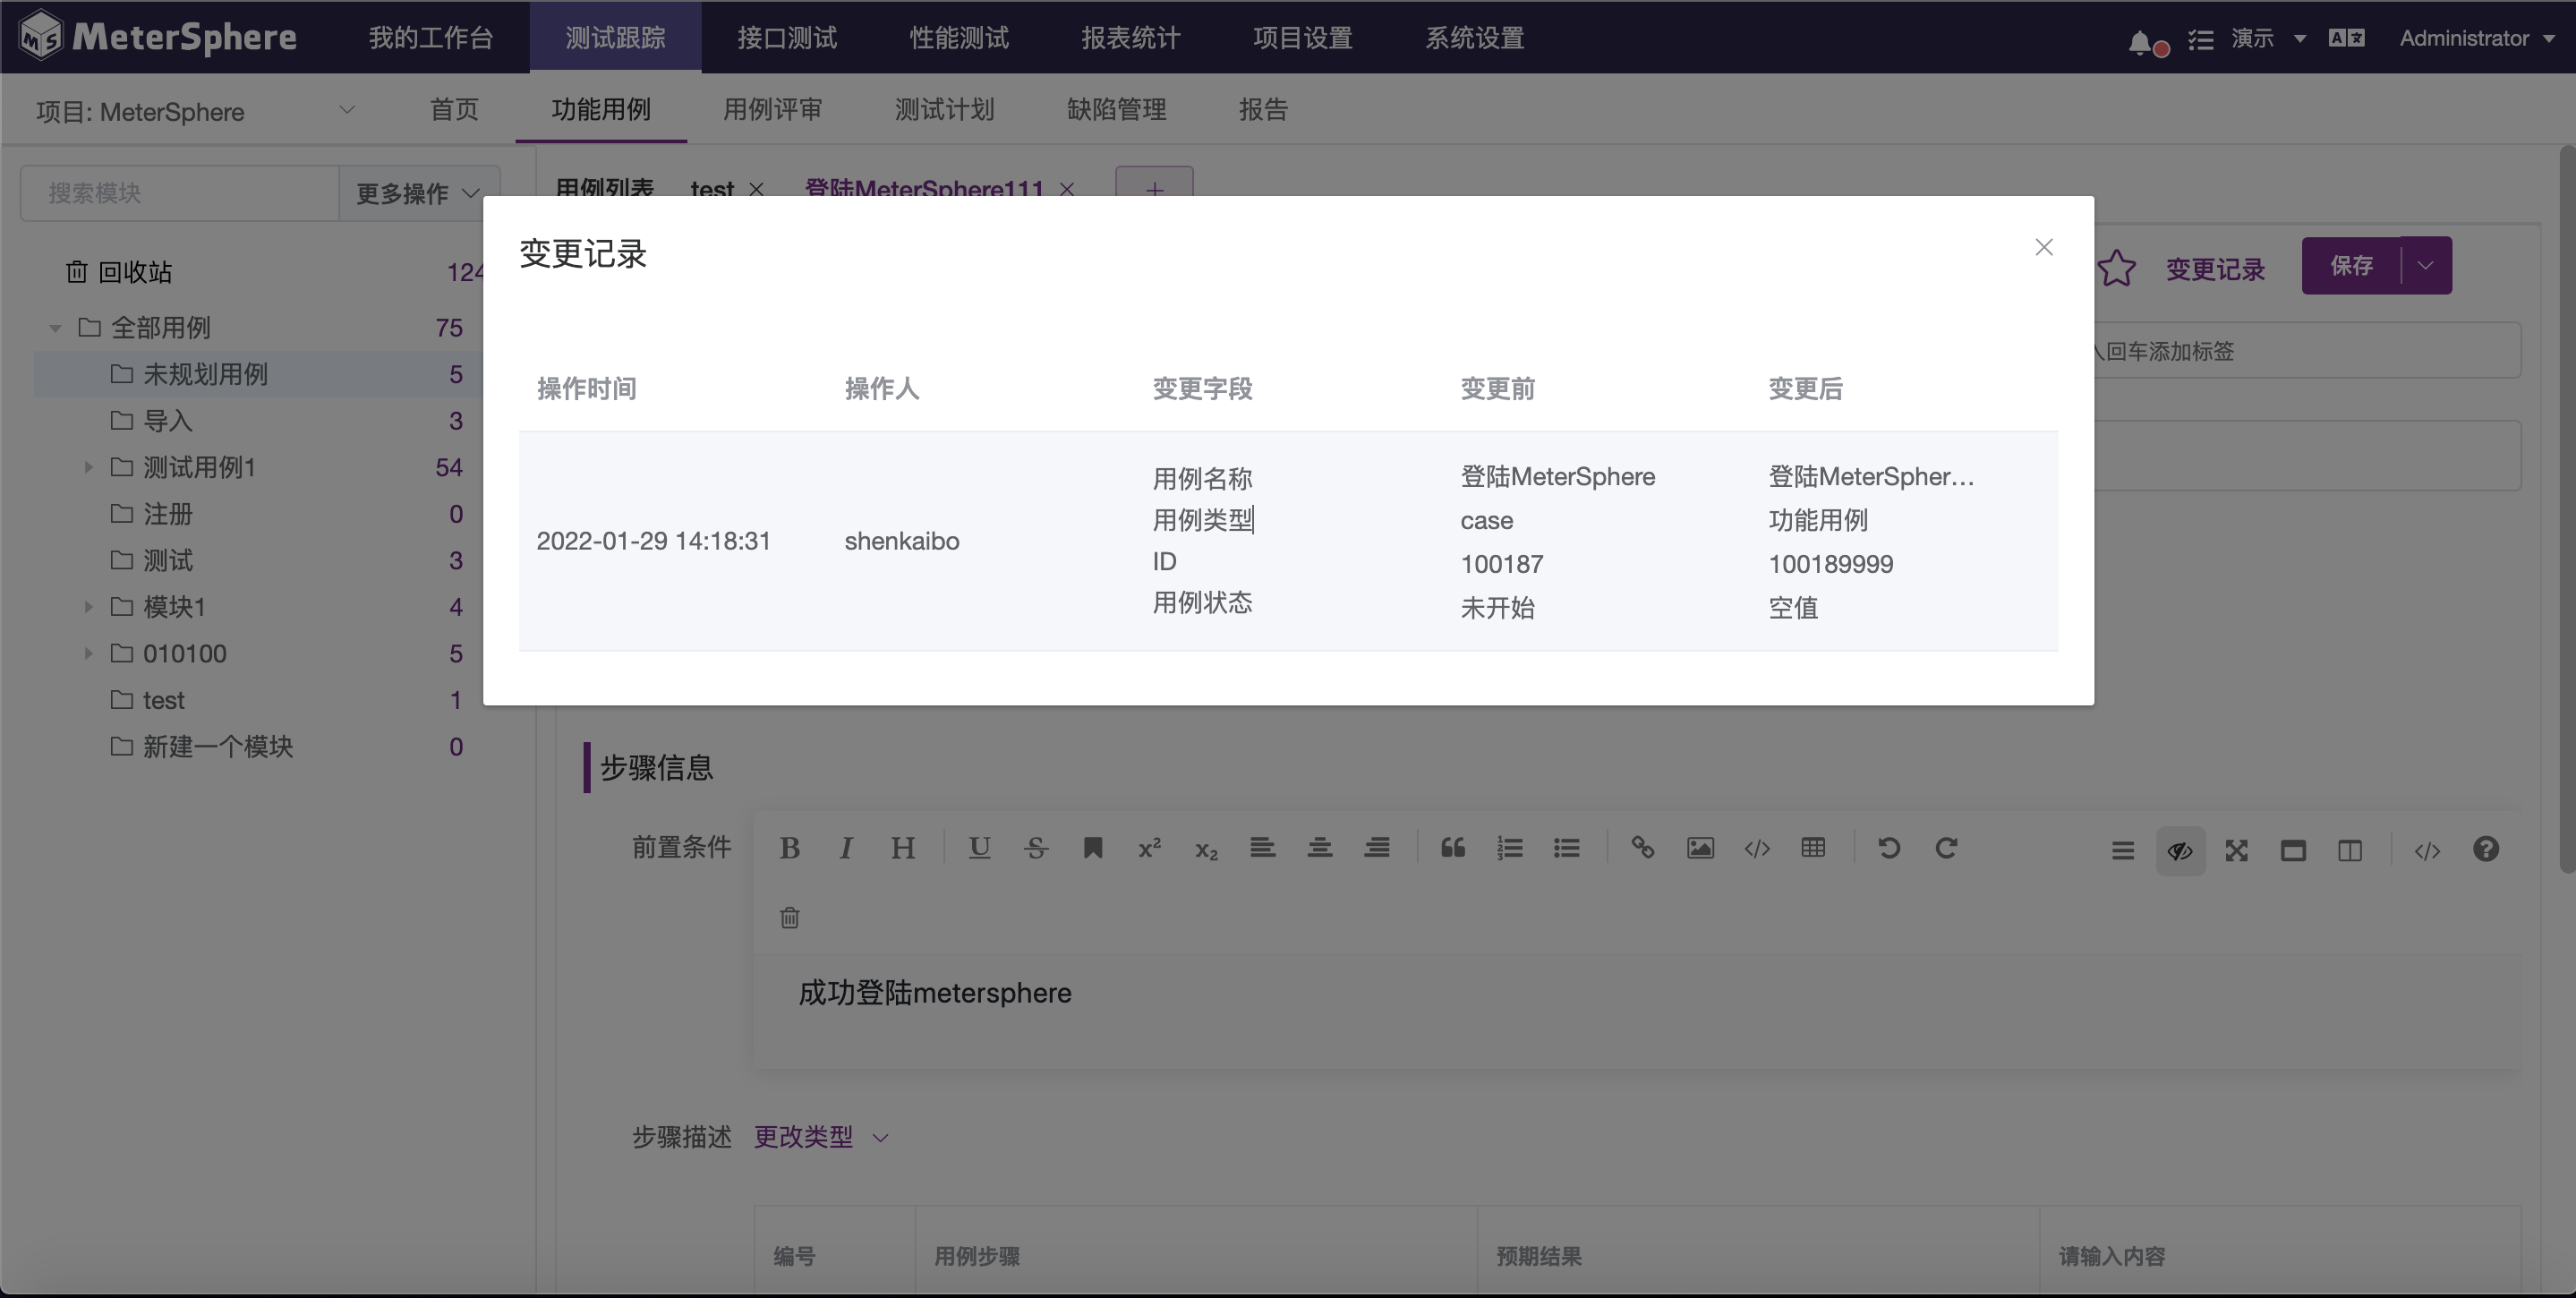 MeterSphere 我的工作台 测试跟踪 接口测试 性能测试 报表统计 项目设置 系统设置 演示 Administrator
项目: MeterSphere 首页 功能用例 用例评审 测试计划 缺陷管理 报告
搜索模块 更多操作 用例列表 test 登陆MeterSphere111
回收站 124
全部用例 75
未规划用例 5
导入 3
测试用例1 54
注册 0
测试 3
模块1 4
010100 5
test 1
新建一个模块 0
变更记录
变更记录 保存
回车添加标签
操作时间 操作人 变更字段 变更前 变更后
2022-01-29 14:18:31 shenkaibo
用例名称 登陆MeterSphere 登陆MeterSpher...
用例类型 case 功能用例
ID 100187 100189999
用例状态 未开始 空值
步骤信息
前置条件
成功登陆metersphere
步骤描述 更改类型
编号 用例步骤 预期结果 请输入内容